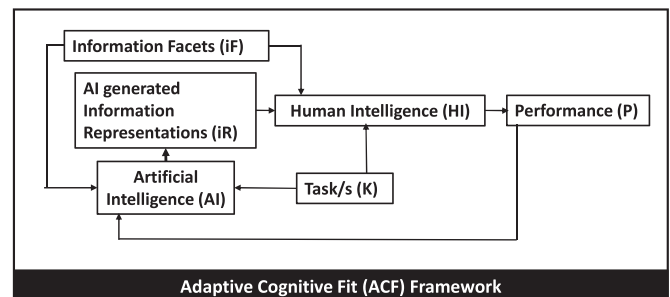 Information Facets (iF)
AI generated
Information
Representations (iR)
Human Intelligence (HI)
Performance (P)
Artificial
Intelligence (AI)
Task/s (K)
Adaptive Cognitive Fit (ACF) Framework